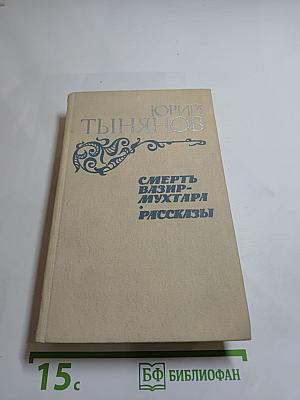 ЮРИЙ
ТЫНЯНОВ
СМЕРТЬ
ВАЗИР-
МУХТАРА
•
РАССКАЗЫ
15с
БФ БИБЛИОФАН